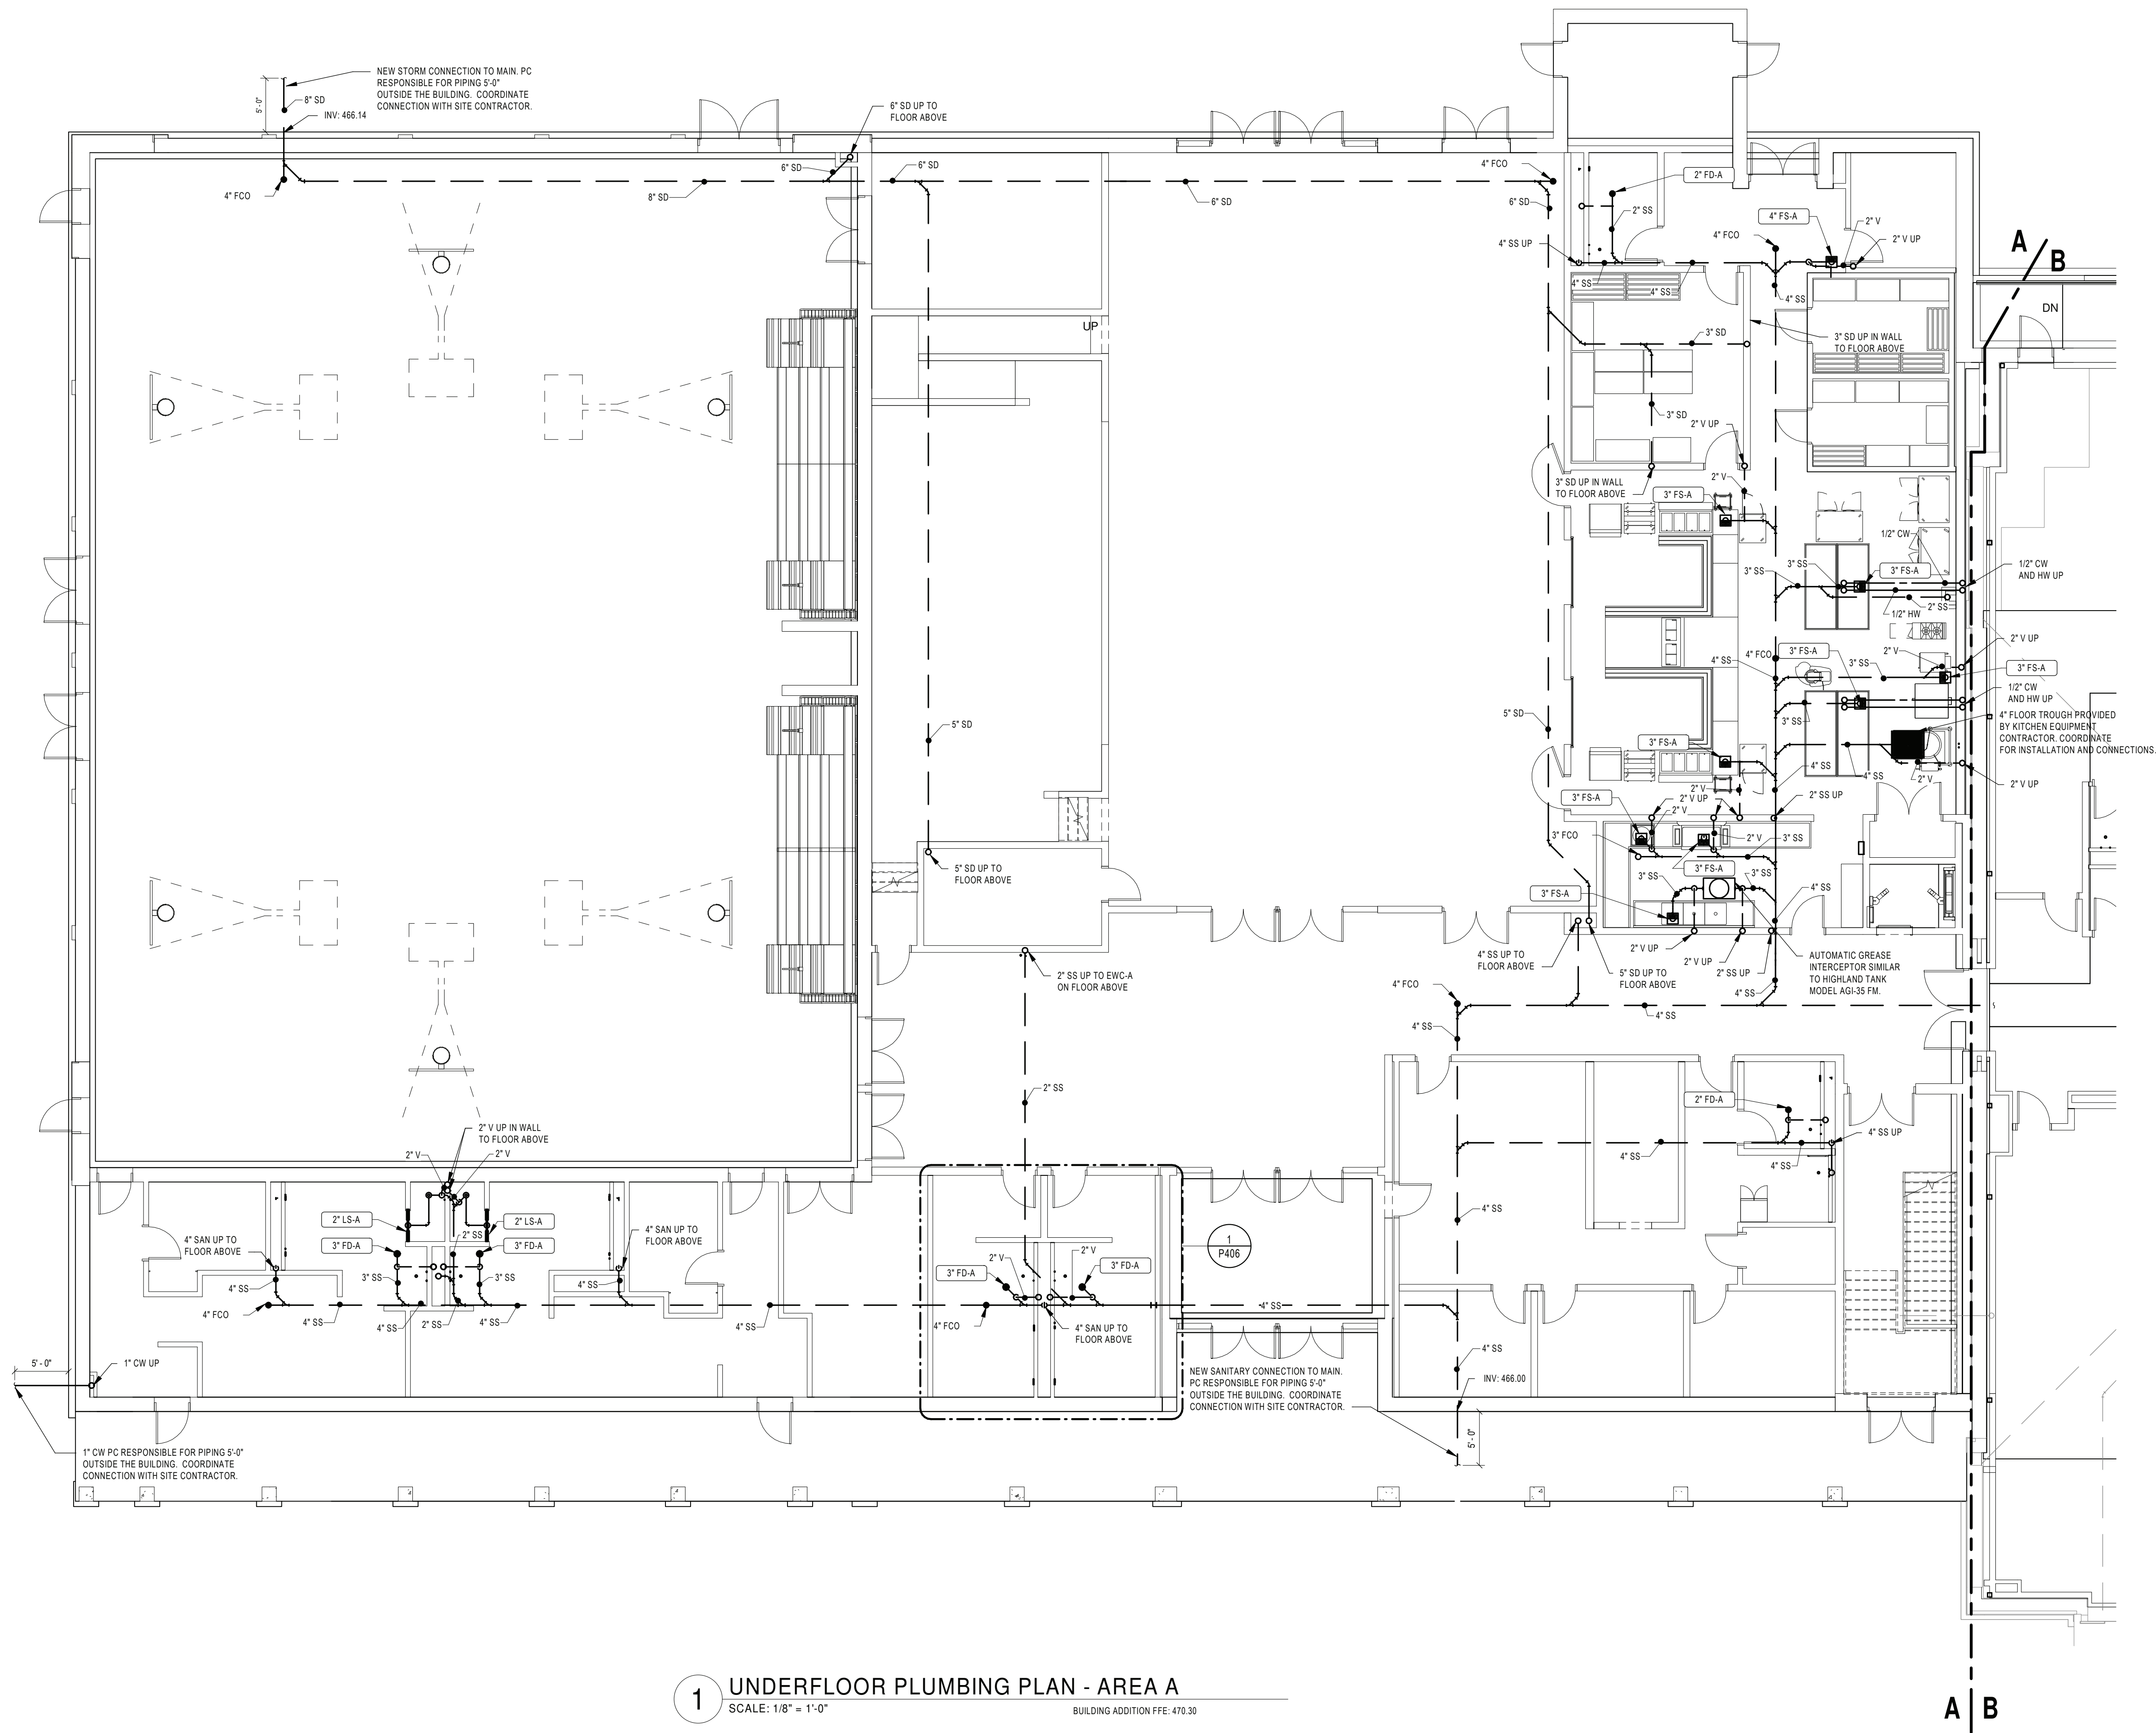 NEW STORM CONNECTION TO MAIN. PC
RESPONSIBLE FOR PIPING 5'-0"
OUTSIDE THE BUILDING. COORDINATE
CONNECTION WITH SITE CONTRACTOR.
5' - 0"
8" SD
INV: 466.14
6" SD UP TO
FLOOR ABOVE
4" FCO
8" SD
6" SD
6" SD
6" SD
4" FCO
6" SD
2" FD-A
2" SS
4" SS UP
4" SS
4" SS
4" FCO
4" FS-A
2" V
2" V UP
4" SS
A
B
DN
UP
3" SD
3" SD UP IN WALL
TO FLOOR ABOVE
3" SD
2" V UP
3" SD UP IN WALL
TO FLOOR ABOVE
2" V
3" FS-A
1/2" CW
3" SS
3" SS
3" FS-A
1/2" CW
AND HW UP
2" SS
1/2" HW
4" FCO
4" SS
3" FS-A
3" SS
2" V
2" V UP
3" FS-A
1/2" CW
AND HW UP
3" SS
4" FLOOR TROUGH PROVIDED
BY KITCHEN EQUIPMENT
CONTRACTOR. COORDINATE
FOR INSTALLATION AND CONNECTIONS.
5" SD
5" SD
3" FS-A
4" SS
4" SS
2" V
2" V UP
3" FS-A
2" V
2" V UP
2" V
2" SS UP
3" FCO
2" V
3" SS
5" SD UP TO
FLOOR ABOVE
3" FS-A
3" SS
3" SS
3" FS-A
4" SS
2" V UP
2" V UP
2" SS UP
AUTOMATIC GREASE
INTERCEPTOR SIMILAR
TO HIGHLAND TANK
MODEL AGI-35 FM.
4" SS UP TO
FLOOR ABOVE
5" SD UP TO
FLOOR ABOVE
2" SS UP TO EWC-A
ON FLOOR ABOVE
4" FCO
4" SS
4" SS
4" SS
2" SS
2" FD-A
4" SS UP
4" SS
4" SS
2" V UP IN WALL
TO FLOOR ABOVE
2" V
2" V
2" LS-A
2" LS-A
3" FD-A
2" SS
3" FD-A
4" SAN UP TO
FLOOR ABOVE
4" SAN UP TO
FLOOR ABOVE
4" SS
3" SS
3" SS
4" SS
4" FCO
4" SS
4" SS
2" SS
4" SS
4" SS
1
P406
4" SS
2" V
2" V
3" FD-A
3" FD-A
4" FCO
4" SAN UP TO
FLOOR ABOVE
4" SS
4" SS
INV: 466.00
NEW SANITARY CONNECTION TO MAIN.
PC RESPONSIBLE FOR PIPING 5'-0"
OUTSIDE THE BUILDING. COORDINATE
CONNECTION WITH SITE CONTRACTOR.
5' - 0"
5' - 0"
1" CW UP
1" CW PC RESPONSIBLE FOR PIPING 5'-0"
OUTSIDE THE BUILDING. COORDINATE
CONNECTION WITH SITE CONTRACTOR.
1
UNDERFLOOR PLUMBING PLAN - AREA A
SCALE: 1/8" = 1'-0"
BUILDING ADDITION FFE: 470.30
A
B